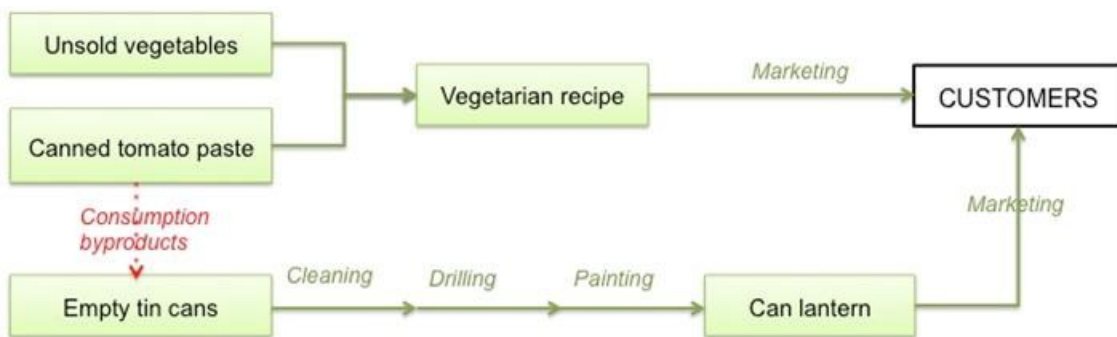 Unsold vegetables
Canned tomato paste
Vegetarian recipe
Marketing
CUSTOMERS
Consumption
byproducts
Marketing
Empty tin cans
Cleaning
Drilling
Painting
Can lantern